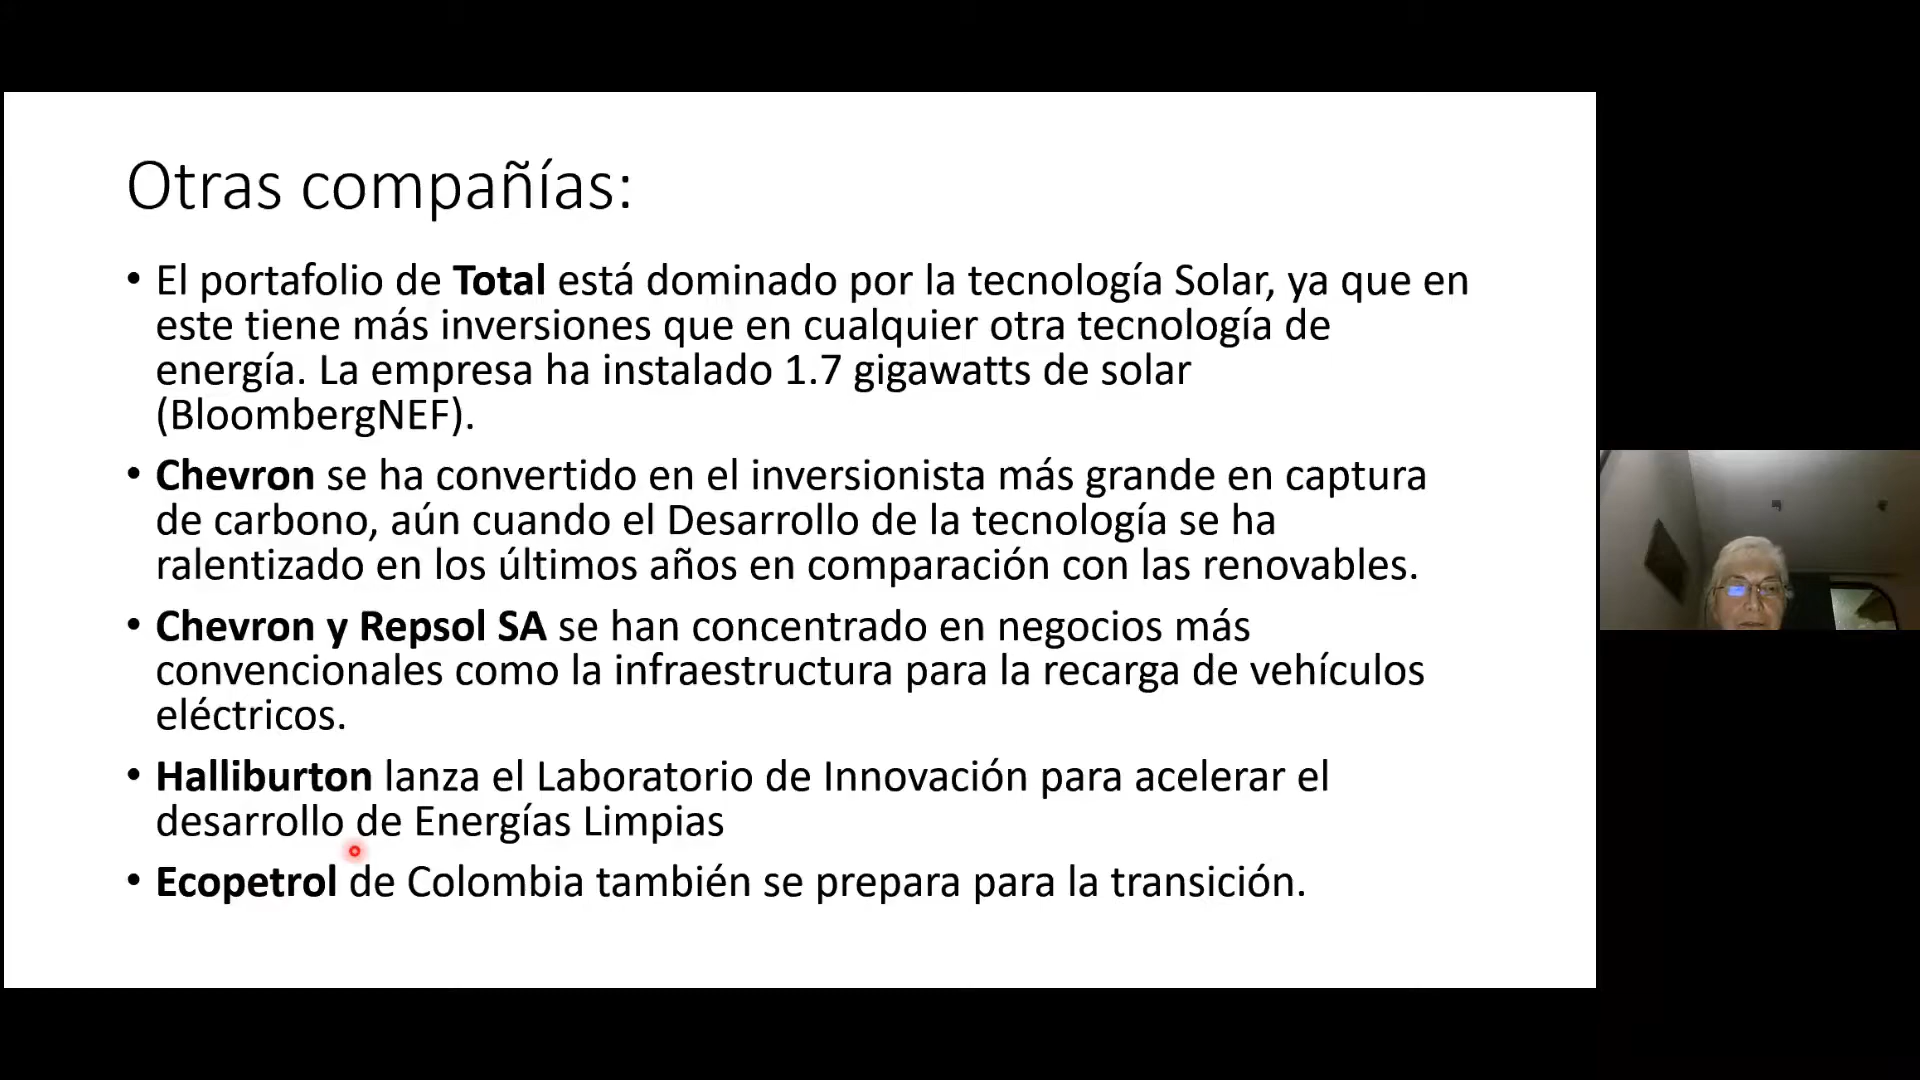 Otras compañías:
• El portafolio de Total está dominado por la tecnología Solar, ya que en
este tiene más inversiones que en cualquier otra tecnología de
energía. La empresa ha instalado 1.7 gigawatts de solar
(BloombergNEF).
• Chevron se ha convertido en el inversionista más grande en captura
de carbono, aún cuando el Desarrollo de la tecnología se ha
ralentizado en los últimos años en comparación con las renovables.
• Chevron y Repsol SA se han concentrado en negocios más
convencionales como la infraestructura para la recarga de vehículos
eléctricos.
• Halliburton lanza el Laboratorio de Innovación para acelerar el
desarrollo de Energías Limpias
• Ecopetrol de Colombia también se prepara para la transición.